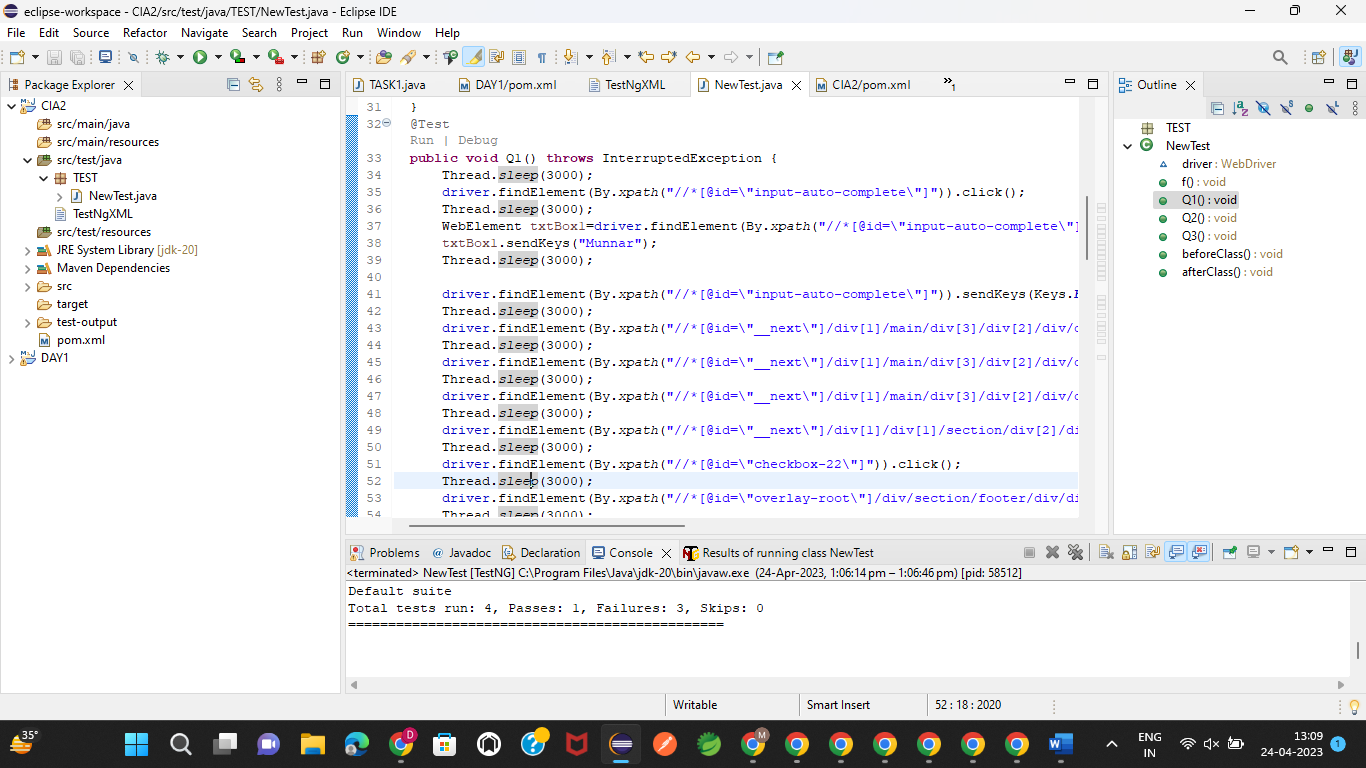 eclipse-workspace - CIA2/src/test/java/TEST/NewTest.java - Eclipse IDE
File Edit Source Refactor Navigate Search Project Run Window Help
Package Explorer
CIA2
src/main/java
src/main/resources
src/test/java
TEST
NewTest.java
TestNgXML
src/test/resources
JRE System Library [jdk-20]
Maven Dependencies
src
target
test-output
pom.xml
DAY1
TASK1.java DAY1/pom.xml TestNgXML NewTest.java CIA2/pom.xml »1
31 }
32 @Test
Run | Debug
33 public void Q1() throws InterruptedException {
34 Thread.sleep(3000);
35 driver.findElement(By.xpath("//*[@id=\"input-auto-complete\"]")).click();
36 Thread.sleep(3000);
37 WebElement txtBox1=driver.findElement(By.xpath("//*[@id=\"input-auto-complete\"]
38 txtBox1.sendKeys("Munnar");
39 Thread.sleep(3000);
40
41 driver.findElement(By.xpath("//*[@id=\"input-auto-complete\"]")).sendKeys(Keys.
42 Thread.sleep(3000);
43 driver.findElement(By.xpath("//*[@id=\"__next\"]/div[1]/main/div[3]/div[2]/div/
44 Thread.sleep(3000);
45 driver.findElement(By.xpath("//*[@id=\"__next\"]/div[1]/main/div[3]/div[2]/div/
46 Thread.sleep(3000);
47 driver.findElement(By.xpath("//*[@id=\"__next\"]/div[1]/main/div[3]/div[2]/div/
48 Thread.sleep(3000);
49 driver.findElement(By.xpath("//*[@id=\"__next\"]/div[1]/div[1]/section/div[2]/di
50 Thread.sleep(3000);
51 driver.findElement(By.xpath("//*[@id=\"checkbox-22\"]")).click();
52 Thread.sleep(3000);
53 driver.findElement(By.xpath("//*[@id=\"overlay-root\"]/div/section/footer/div/di
54 Thread.sleep(3000);
Outline
TEST
NewTest
driver : WebDriver
f() : void
Q1() : void
Q2() : void
Q3() : void
beforeClass() : void
afterClass() : void
Problems @ Javadoc Declaration Console Results of running class NewTest
<terminated> NewTest [TestNG] C:\Program Files\Java\jdk-20\bin\javaw.exe (24-Apr-2023, 1:06:14 pm – 1:06:46 pm) [pid: 58512]
Default suite
Total tests run: 4, Passes: 1, Failures: 3, Skips: 0
===============================================
Writable Smart Insert 52 : 18 : 2020
35°
D
M
ENG
IN
13:09
24-04-2023
1